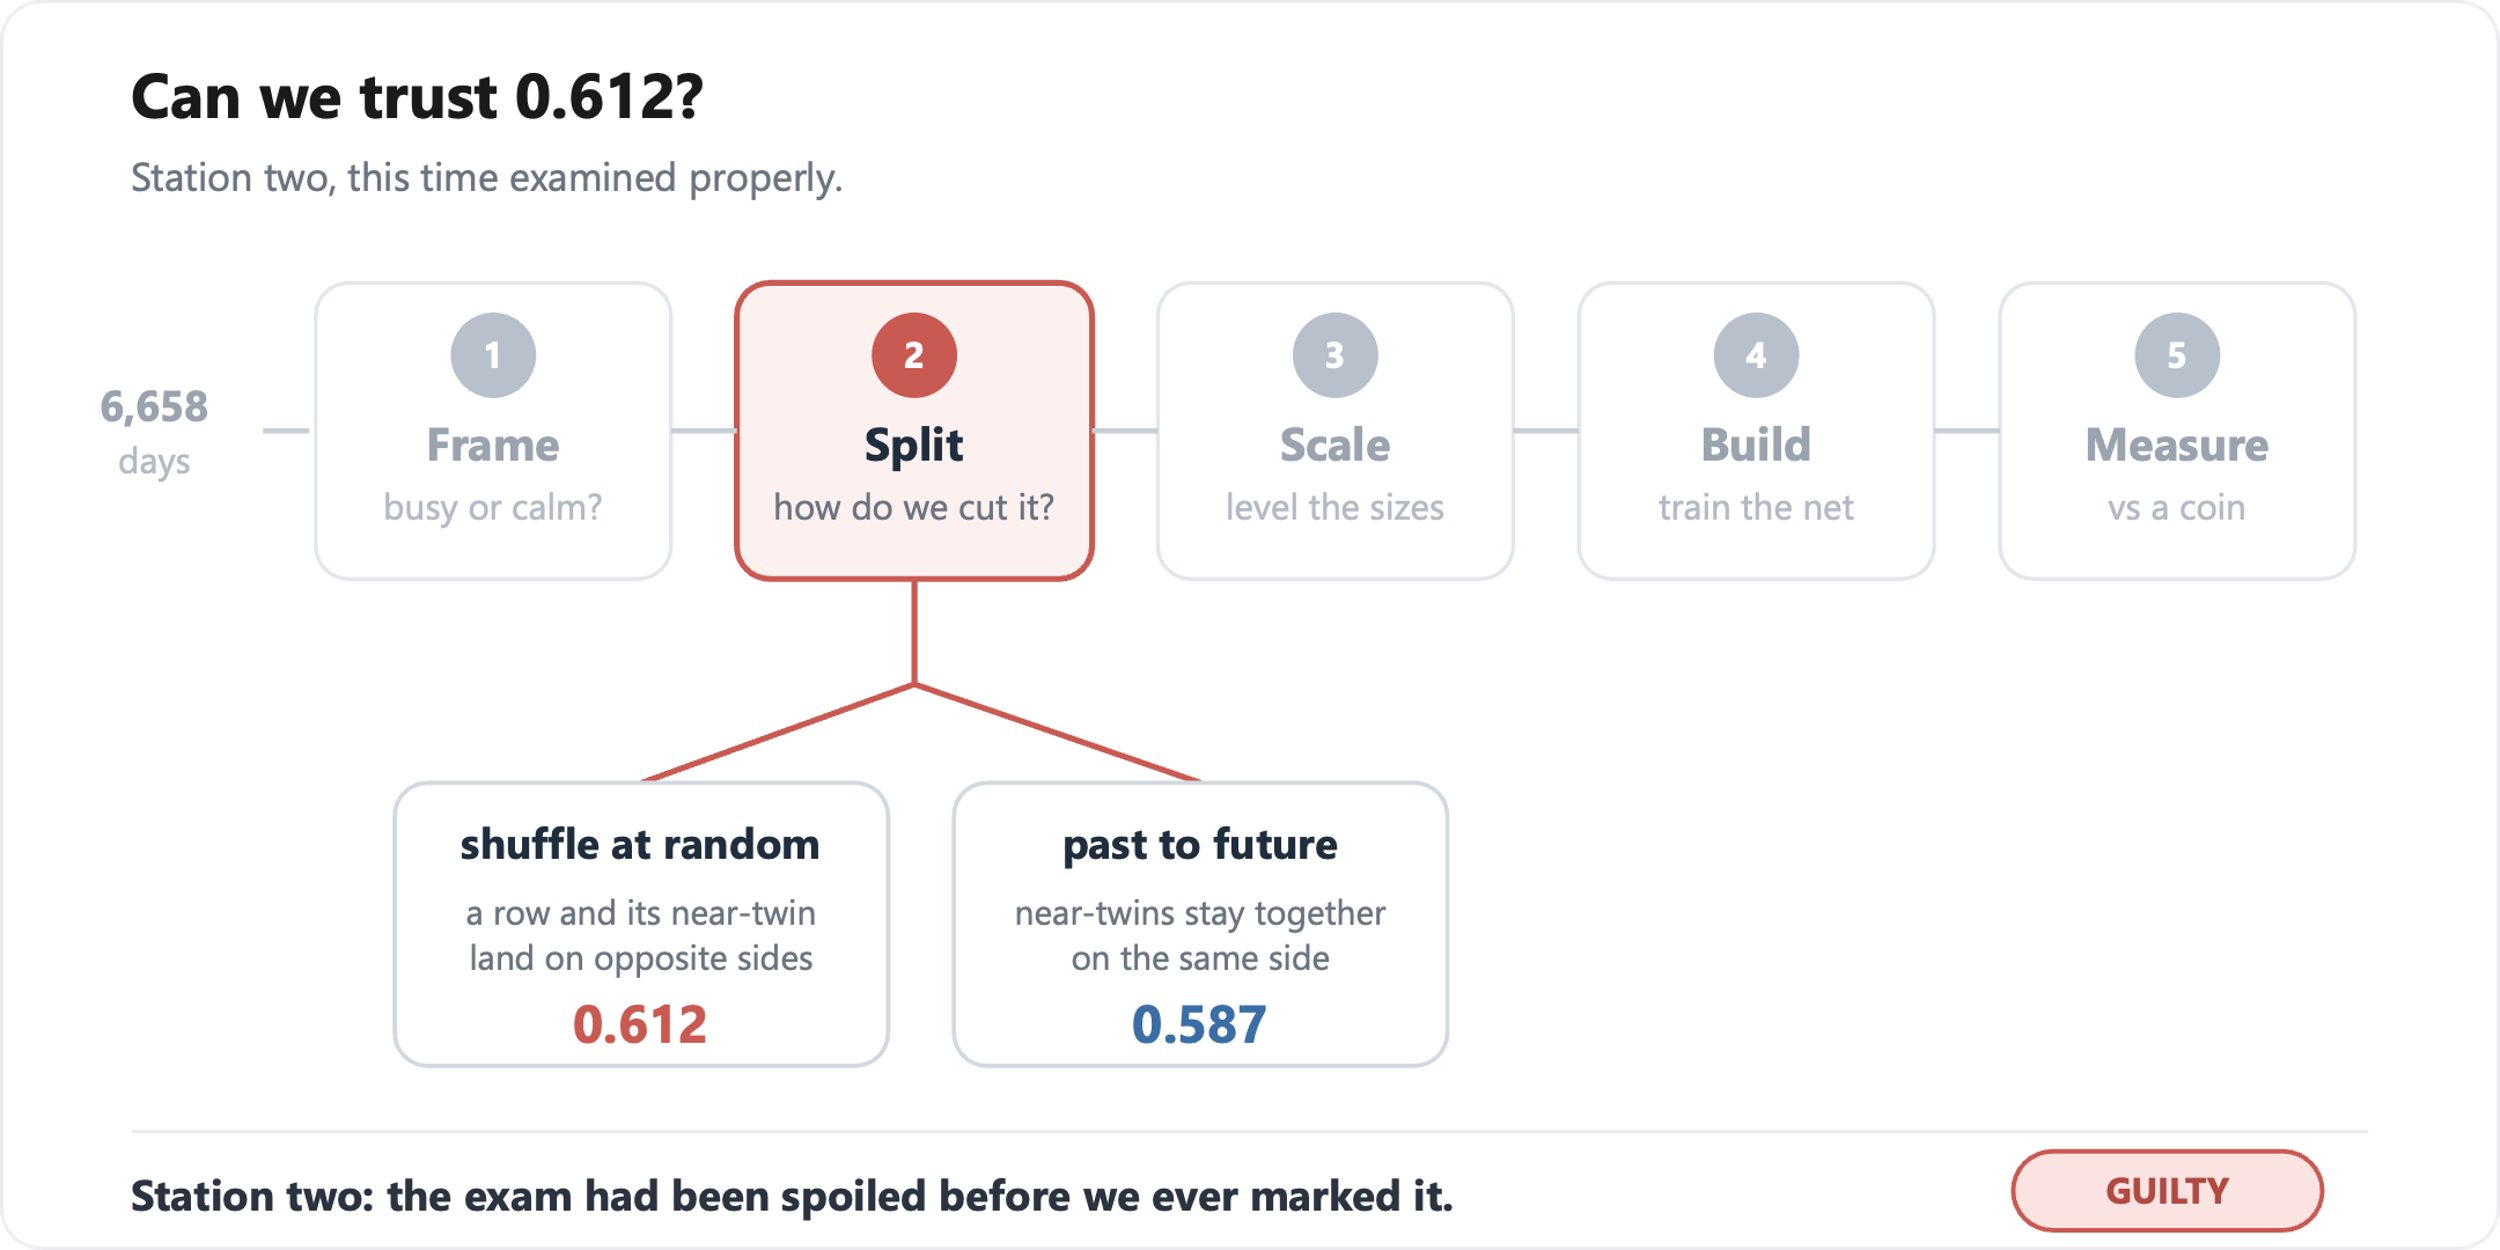 Can we trust 0.612?
Station two, this time examined properly.
6,658
days
1
Frame
busy or calm?
2
Split
how do we cut it?
3
Scale
level the sizes
4
Build
train the net
5
Measure
vs a coin
shuffle at random
a row and its near-twin
land on opposite sides
0.612
past to future
near-twins stay together
on the same side
0.587
Station two: the exam had been spoiled before we ever marked it.
GUILTY